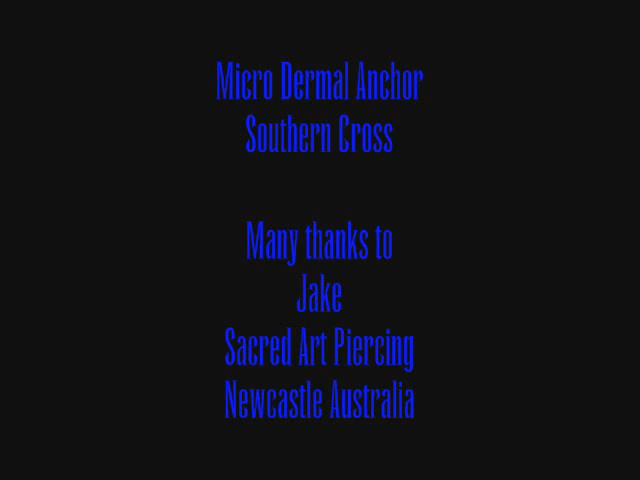 Micro Dermal Anchor
Southern Cross
Many thanks to
Jake
Sacred Art Piercing
Newcastle Australia